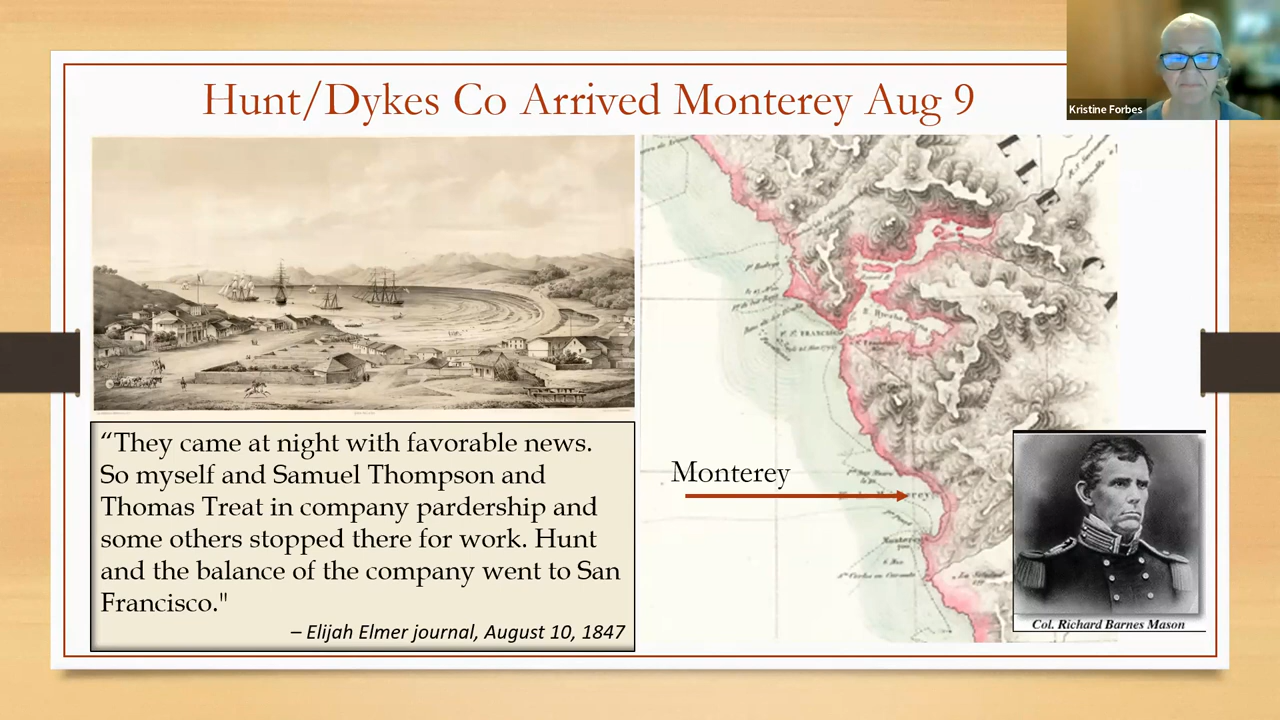 Hunt/Dykes Co Arrived Monterey Aug 9
Kristine Forbes
“They came at night with favorable news.
So myself and Samuel Thompson and
Thomas Treat in company pardership and
some others stopped there for work. Hunt
and the balance of the company went to San
Francisco."
– Elijah Elmer journal, August 10, 1847
LLE
C
Monterey
Monterey
Col. Richard Barnes Mason